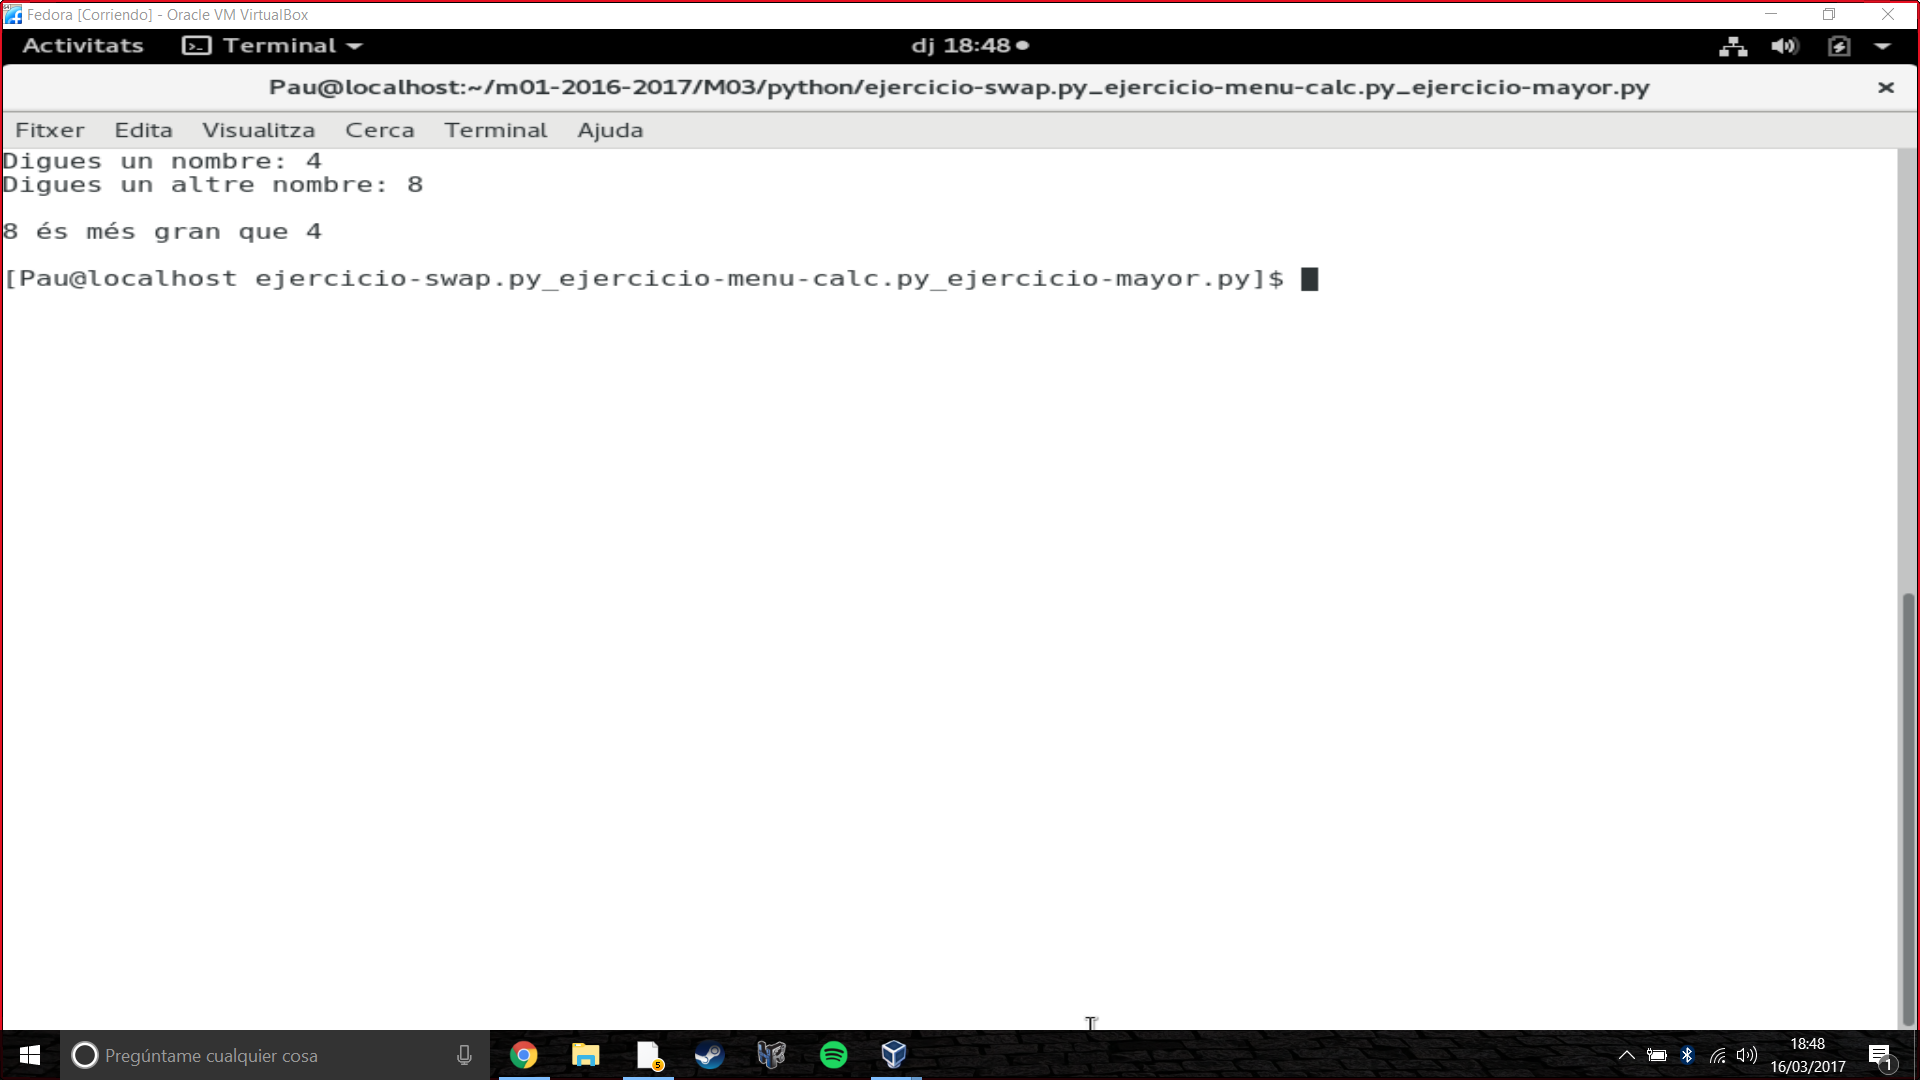 Fedora [Corriendo] - Oracle VM VirtualBox
Activitats Terminal dj 18:48
Pau@localhost:~/m01-2016-2017/M03/python/ejercicio-swap.py_ejercicio-menu-calc.py_ejercicio-mayor.py
Fitxer Edita Visualitza Cerca Terminal Ajuda
Digues un nombre: 4
Digues un altre nombre: 8
8 és més gran que 4
[Pau@localhost ejercicio-swap.py_ejercicio-menu-calc.py_ejercicio-mayor.py]$
Pregúntame cualquier cosa
5
18:48
16/03/2017
1